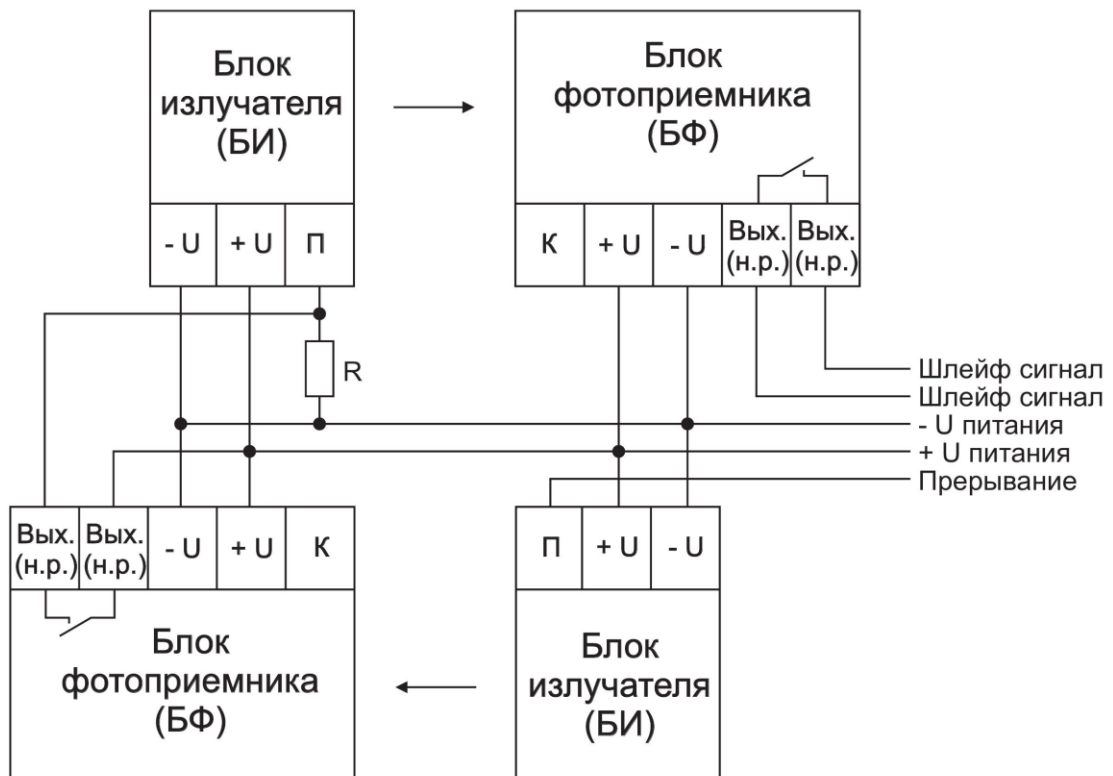 Блок
излучателя
(БИ)
Блок
фотоприемника
(БФ)
- U
+ U
П
К
+ U
- U
Вых.
(н.р.)
Вых.
(н.р.)
R
Шлейф сигнал
Шлейф сигнал
- U питания
+ U питания
Прерывание
Вых.
(н.р.)
Вых.
(н.р.)
- U
+ U
К
П
+ U
- U
Блок
фотоприемника
(БФ)
Блок
излучателя
(БИ)